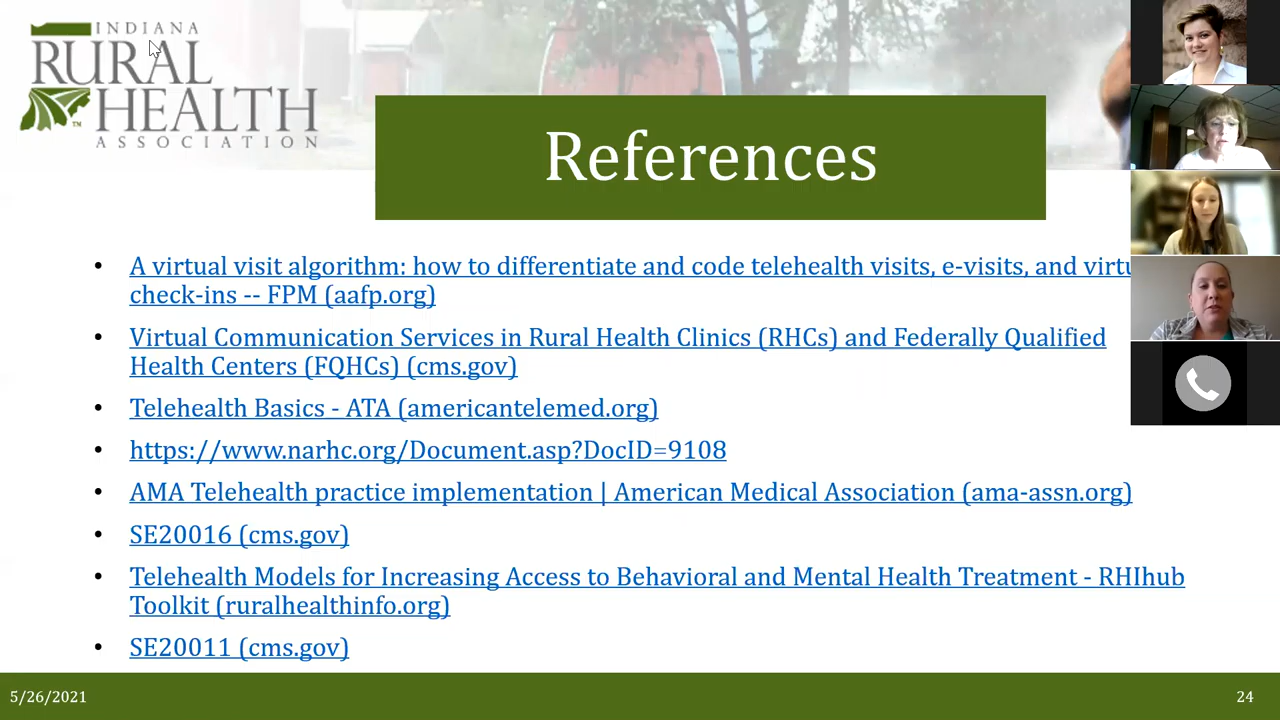 INDIANA
RURAL
HEALTH
TM
ASSOCIATION
References
• A virtual visit algorithm: how to differentiate and code telehealth visits, e-visits, and virtu
check-ins -- FPM (aafp.org)
• Virtual Communication Services in Rural Health Clinics (RHCs) and Federally Qualified
Health Centers (FQHCs) (cms.gov)
• Telehealth Basics - ATA (americantelemed.org)
• https://www.narhc.org/Document.asp?DocID=9108
• AMA Telehealth practice implementation | American Medical Association (ama-assn.org)
• SE20016 (cms.gov)
• Telehealth Models for Increasing Access to Behavioral and Mental Health Treatment - RHIhub
Toolkit (ruralhealthinfo.org)
• SE20011 (cms.gov)
5/26/2021
24